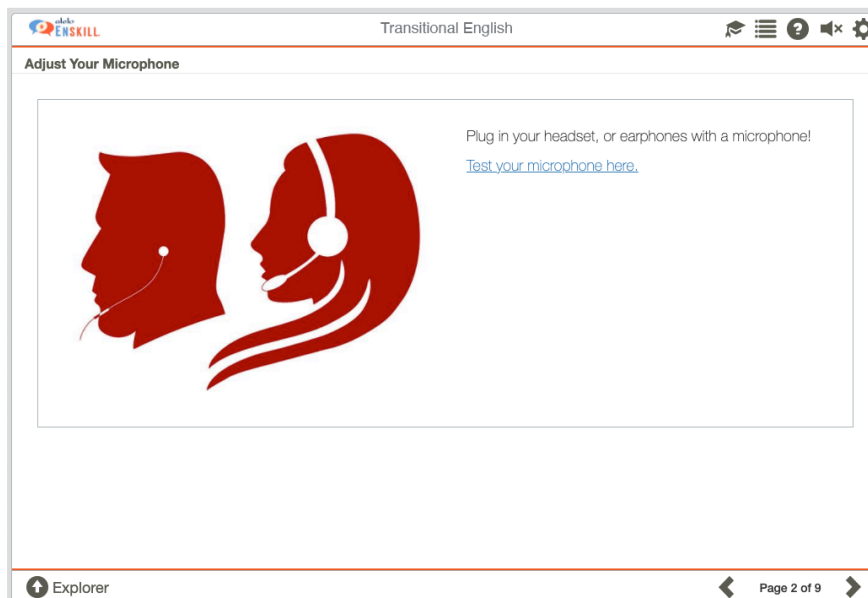 alelo
ENSKILL
Transitional English
?
Adjust Your Microphone
Plug in your headset, or earphones with a microphone!
Test your microphone here.
Explorer
Page 2 of 9